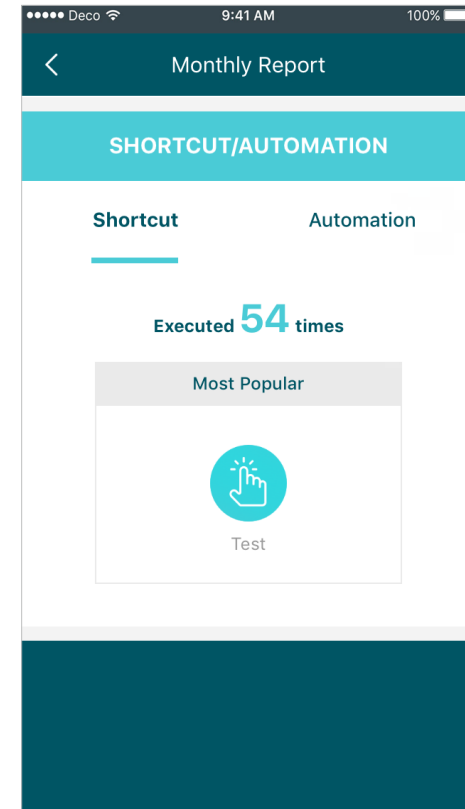 Deco 9:41 AM 100%
Monthly Report
SHORTCUT/AUTOMATION
Shortcut Automation
Executed 54 times
Most Popular
Test